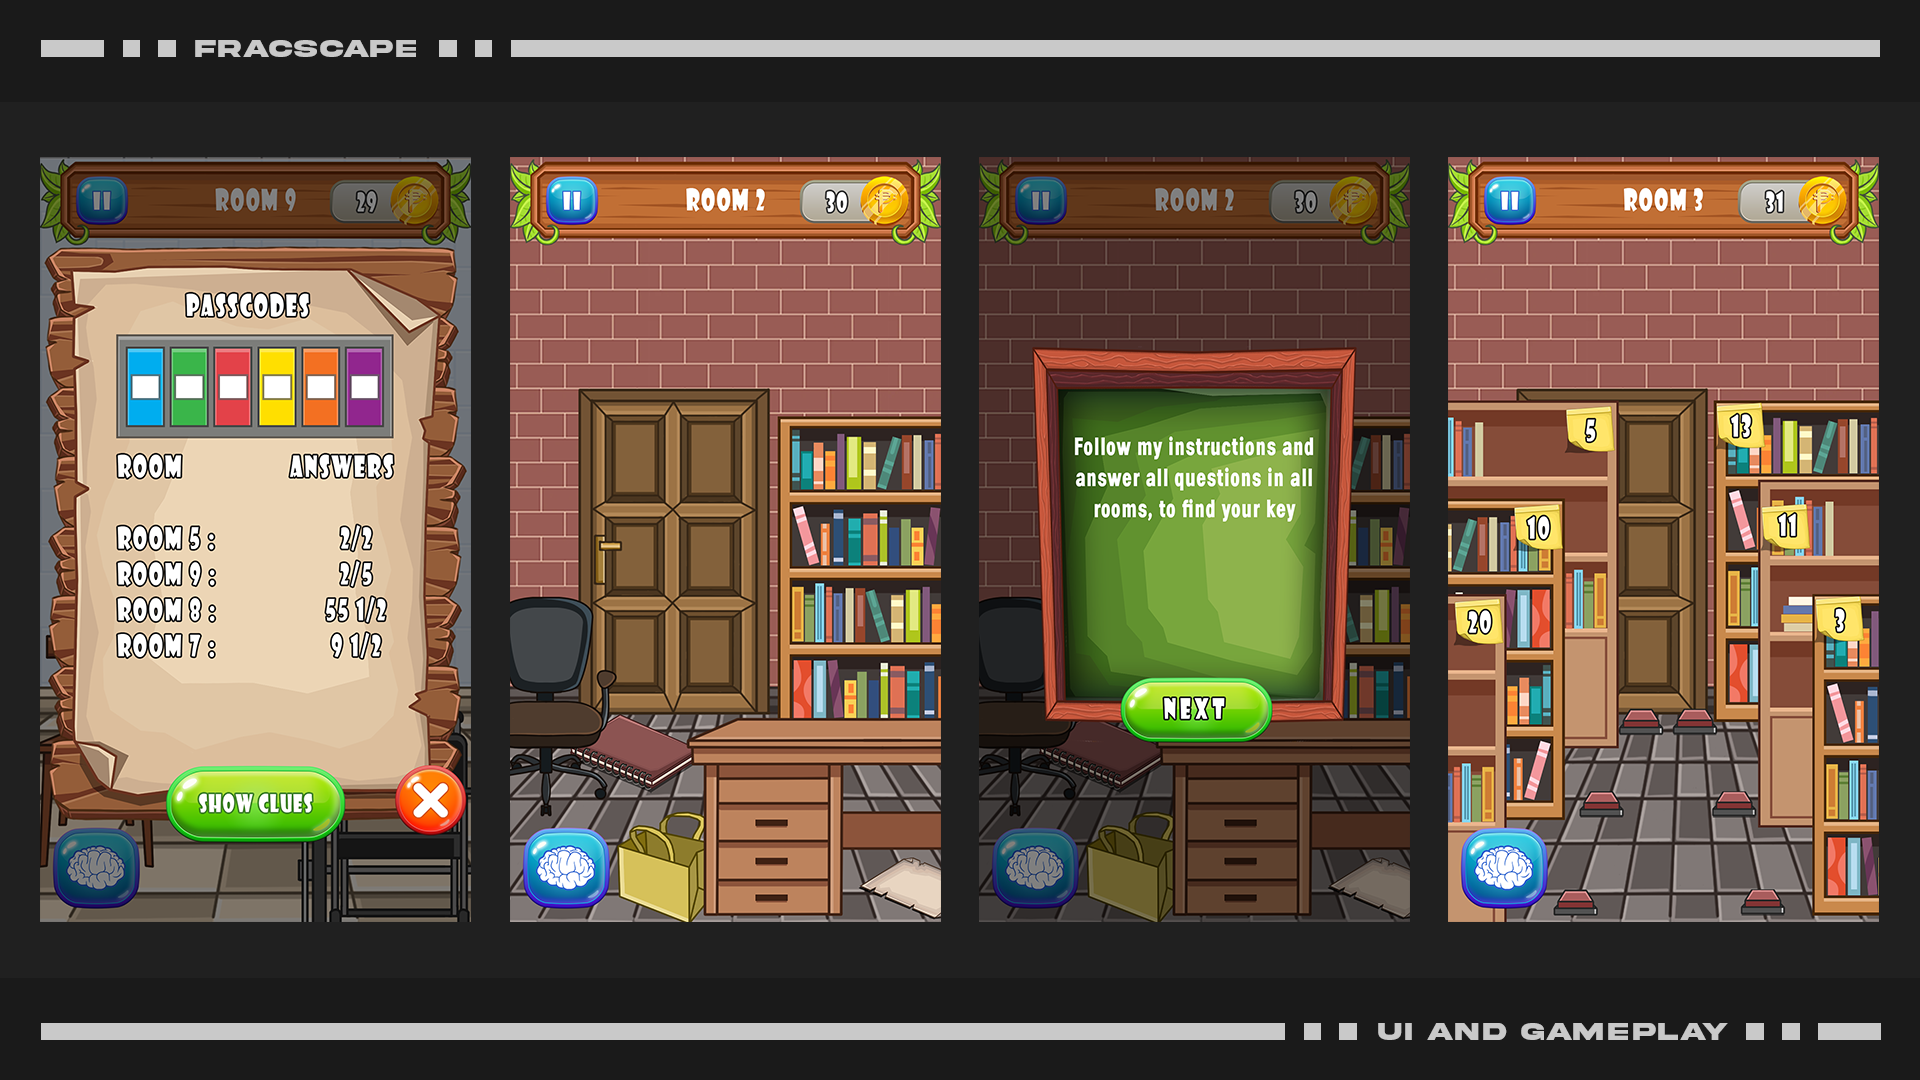 FRACSCAPE
ROOM 9
29
PASSCODES
ROOM ANSWERS
ROOM 5 : 2/2
ROOM 9 : 2/5
ROOM 8 : 55 1/2
ROOM 7 : 9 1/2
SHOW CLUES
ROOM 2
30
ROOM 2
30
Follow my instructions and
answer all questions in all
rooms, to find your key
NEXT
ROOM 3
31
5
13
10
11
20
3
UI AND GAMEPLAY